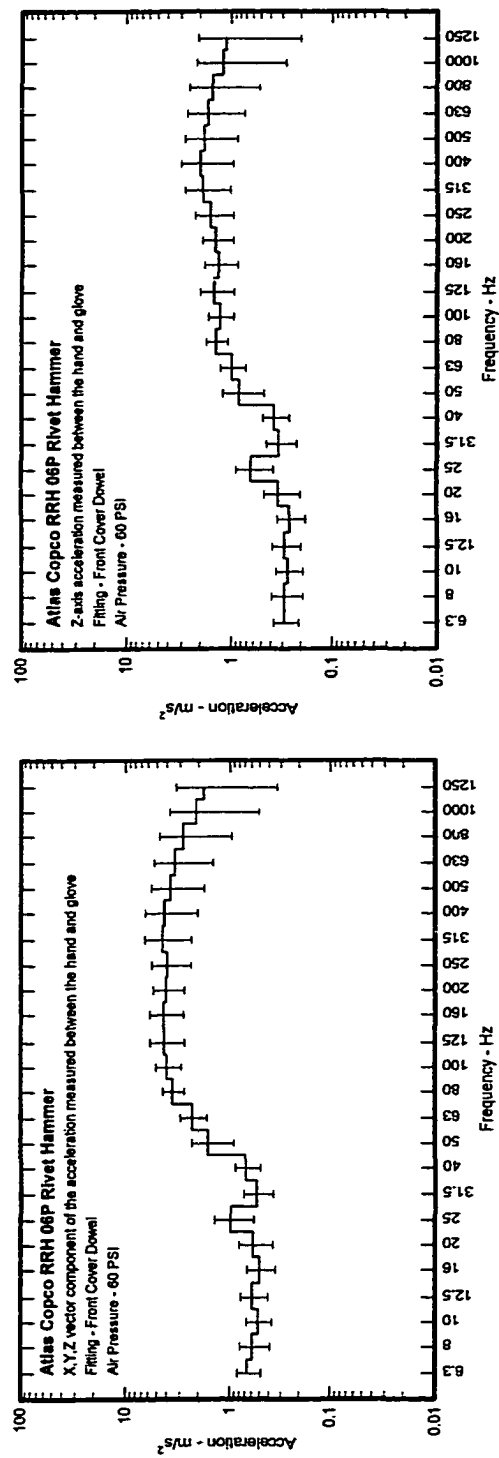 Atlas Copco RRH 06P Rivet Hammer
X,Y,Z vector component of the acceleration measured between the hand and glove
Fitting - Front Cover Dowel
Air Pressure - 60 PSI
Acceleration - m/s²
100
10
1
0.1
0.01
6.3 8 10 12.5 16 20 25 31.5 40 50 63 80 100 125 160 200 250 315 400 500 630 800 1000 1250
Frequency - Hz
Atlas Copco RRH 06P Rivet Hammer
Z-axis acceleration measured between the hand and glove
Fitting - Front Cover Dowel
Air Pressure - 60 PSI
Acceleration - m/s²
100
10
1
0.1
0.01
6.3 8 10 12.5 16 20 25 31.5 40 50 63 80 100 125 160 200 250 315 400 500 630 800 1000 1250
Frequency - Hz